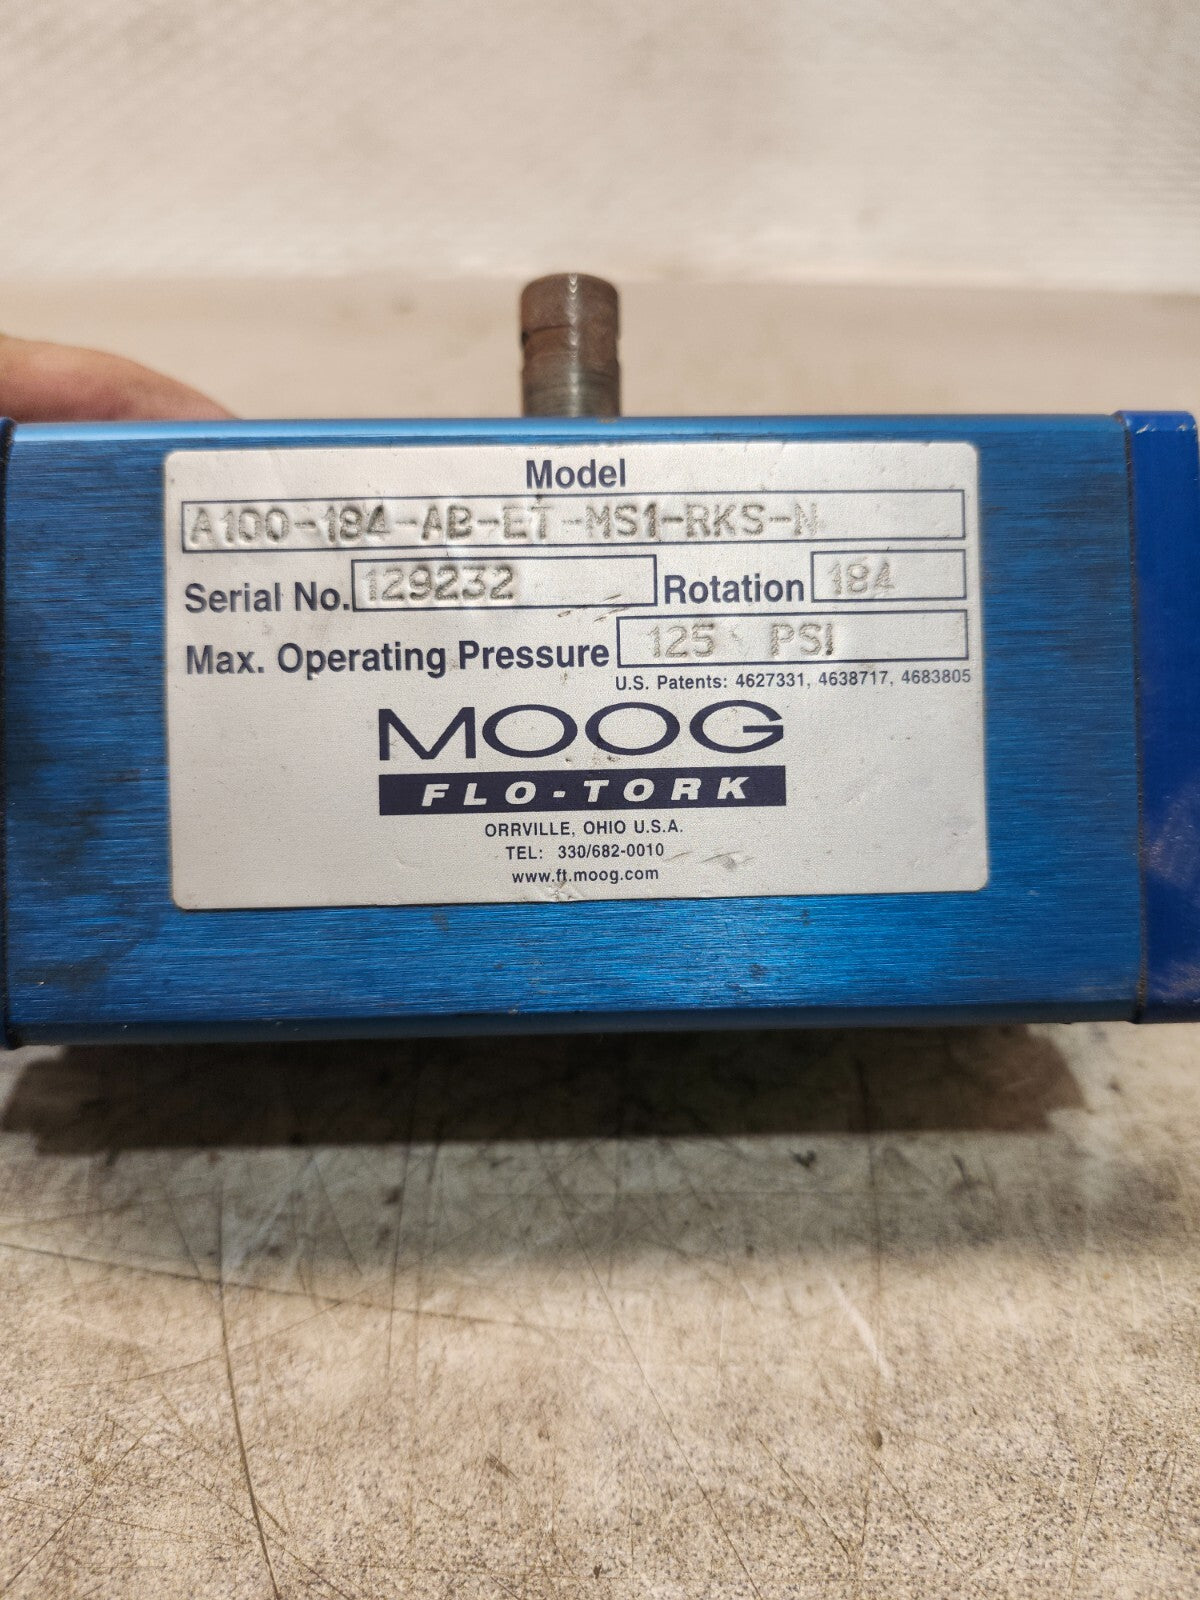 Model
A100-184-AB-ET-MS1-RKS-N
Serial No. 129232 Rotation 184
Max. Operating Pressure 125 PSI
U.S. Patents: 4627331, 4638717, 4683805
MOOG
FLO-TORK
ORRVILLE, OHIO U.S.A.
TEL: 330/682-0010
www.ft.moog.com